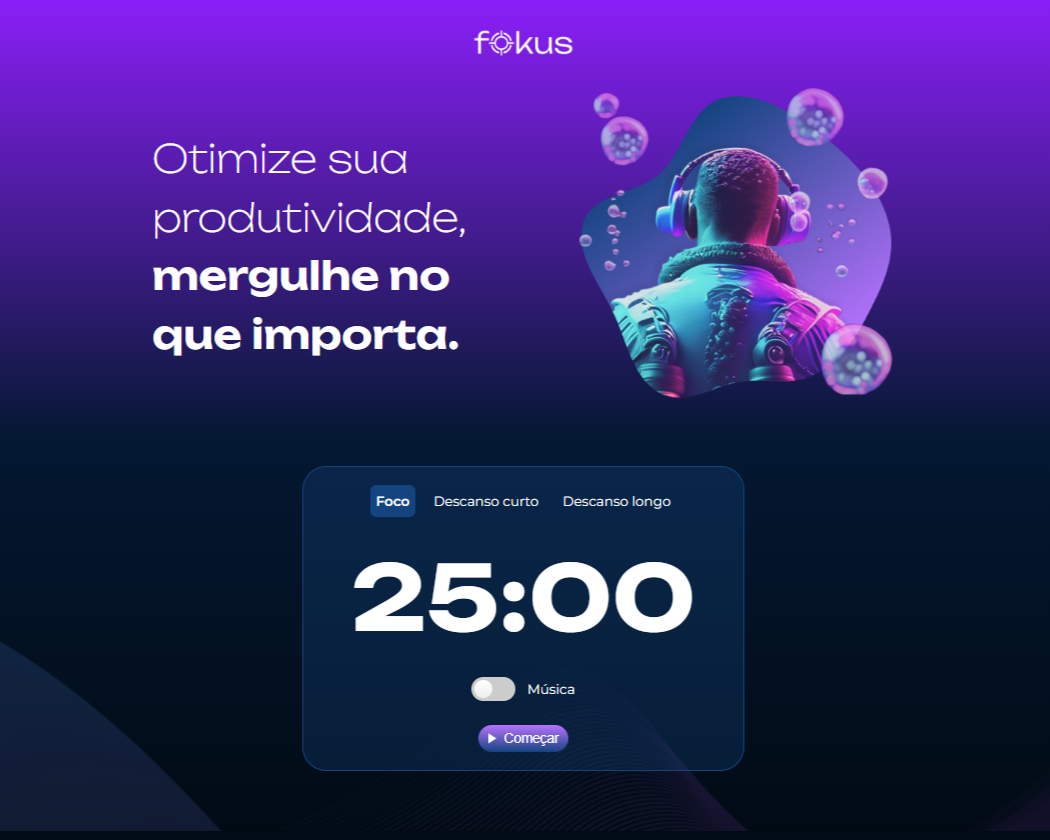 fokus
Otimize sua
produtividade,
mergulhe no
que importa.
Foco Descanso curto Descanso longo
25:00
Música
Começar